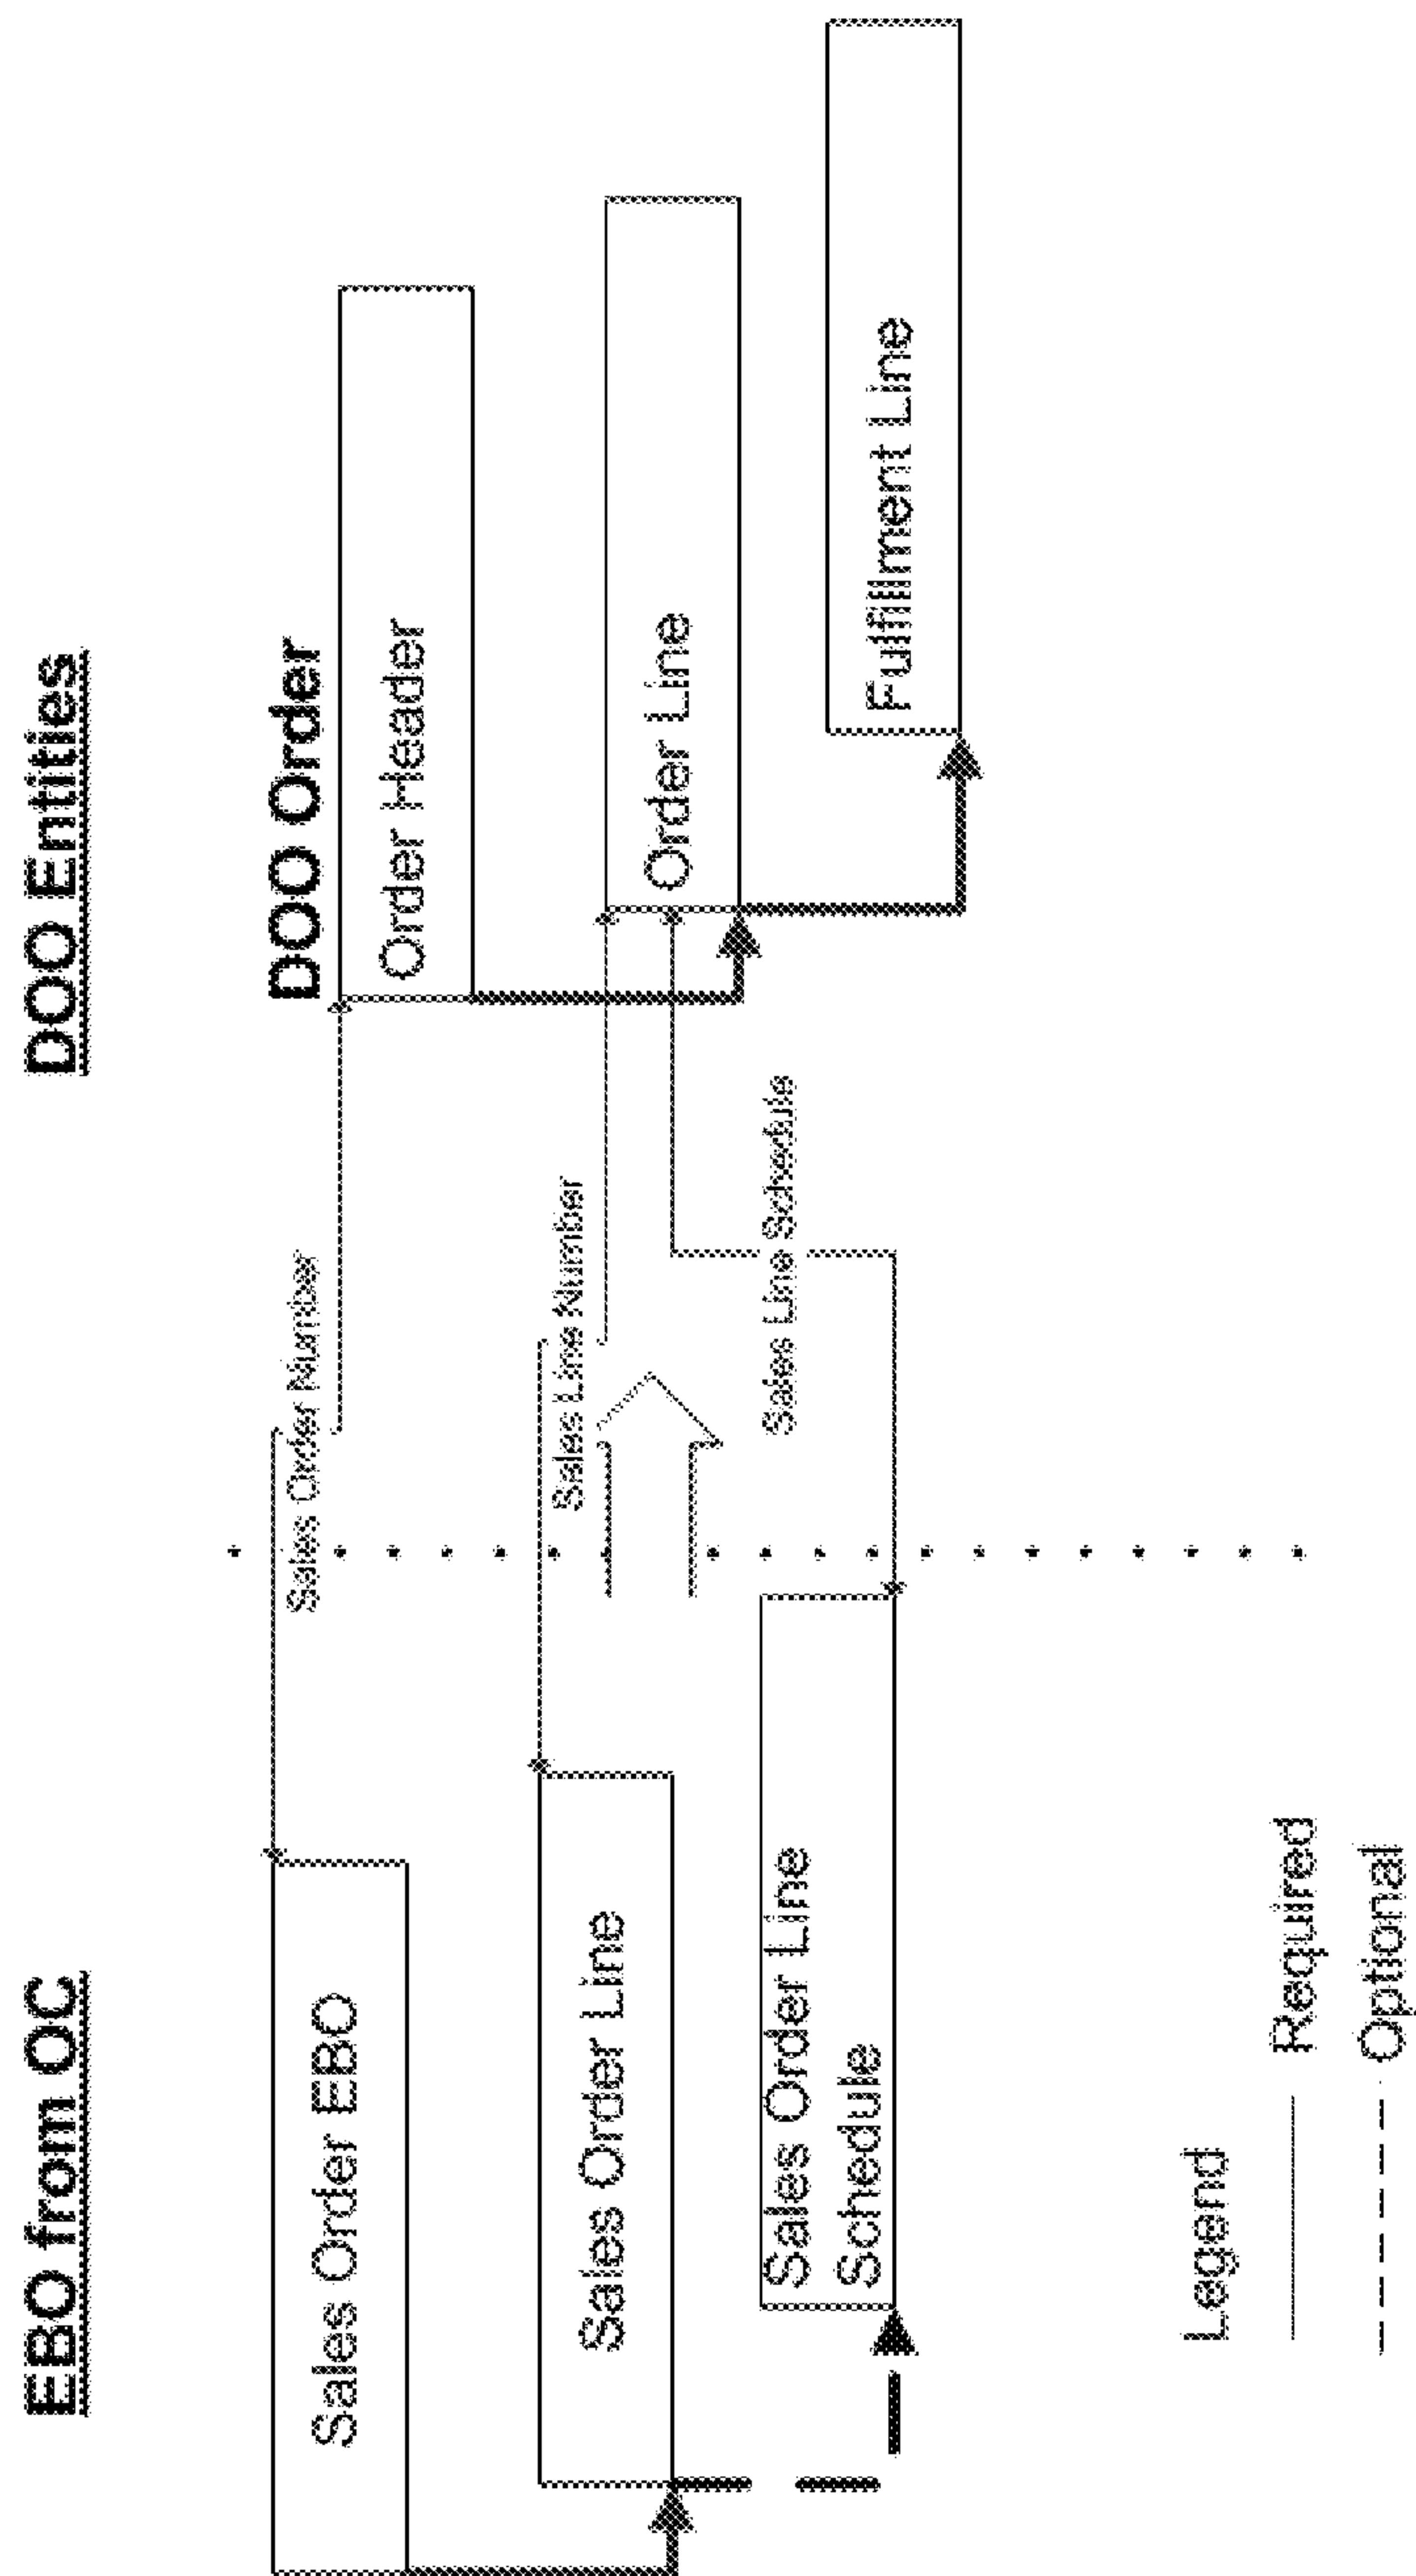 EBO from OC
DOO Entities
Sales Order EBO
Sales Order Number
DOO Order
Order Header
Sales Order Line
Sales Line Number
Order Line
Sales Order Line
Schedule
Sales Line Schedule
Fulfillment Line
Legend
Required
Optional